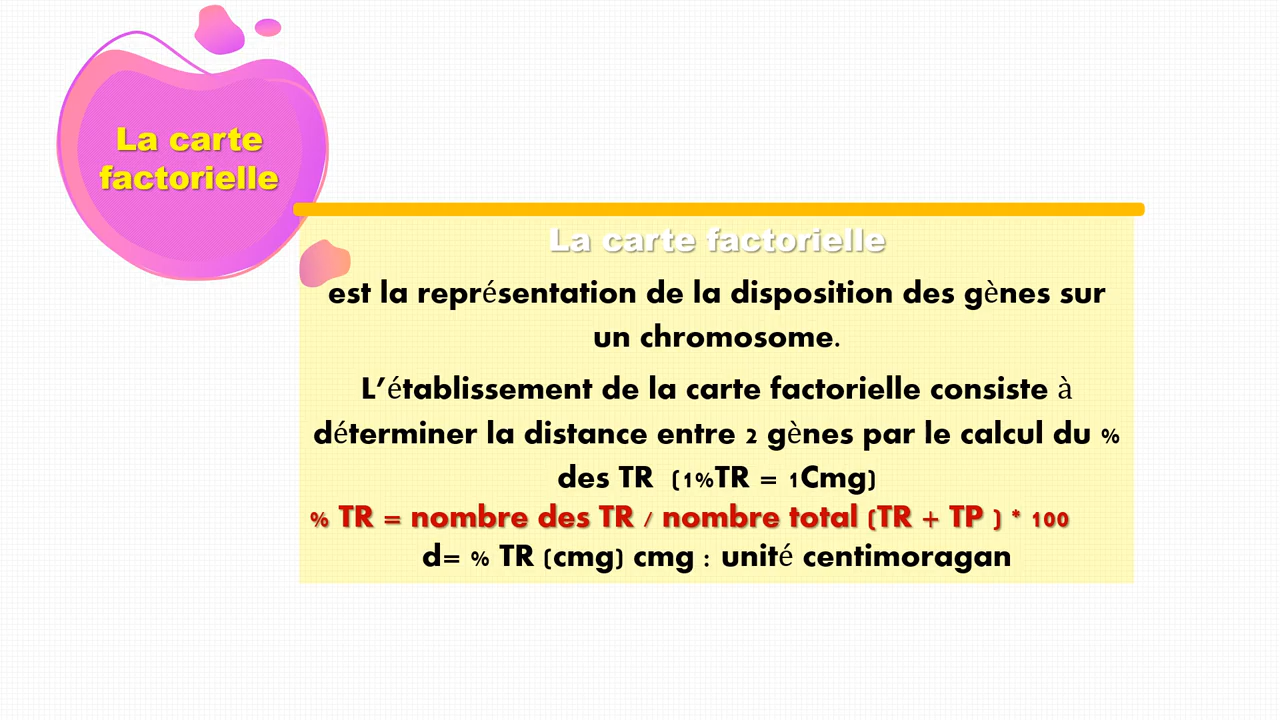 La carte
factorielle
La carte factorielle
est la représentation de la disposition des gènes sur
un chromosome.
L’établissement de la carte factorielle consiste à
déterminer la distance entre 2 gènes par le calcul du %
des TR (1%TR = 1Cmg)
% TR = nombre des TR / nombre total (TR + TP ) * 100
d= % TR (cmg) cmg : unité centimoragan